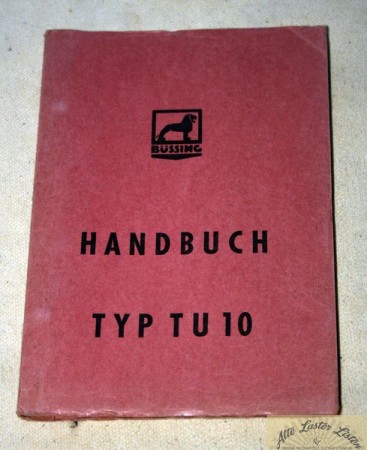 BÜSSING
HANDBUCH
TYP TU 10
Alte Laster Listen